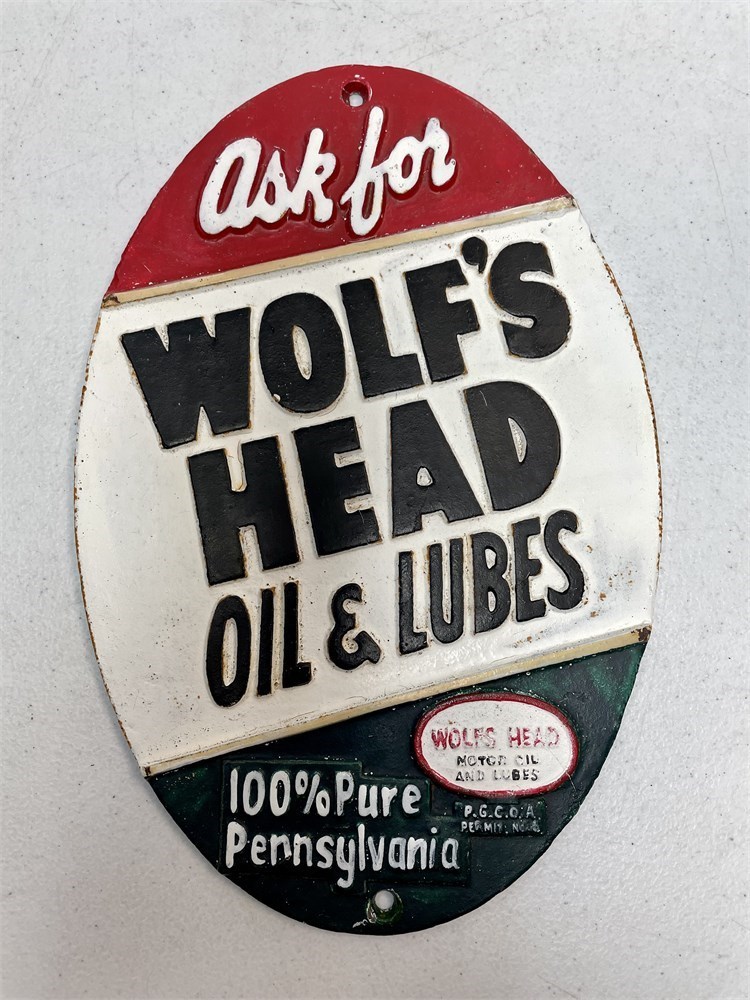 ask for
WOLF'S
HEAD
OIL & LUBES
WOLFS HEAD
MOTOR OIL
AND LUBES
100% Pure
Pennsylvania
P.G.C.O.A
PERMIT. NO.